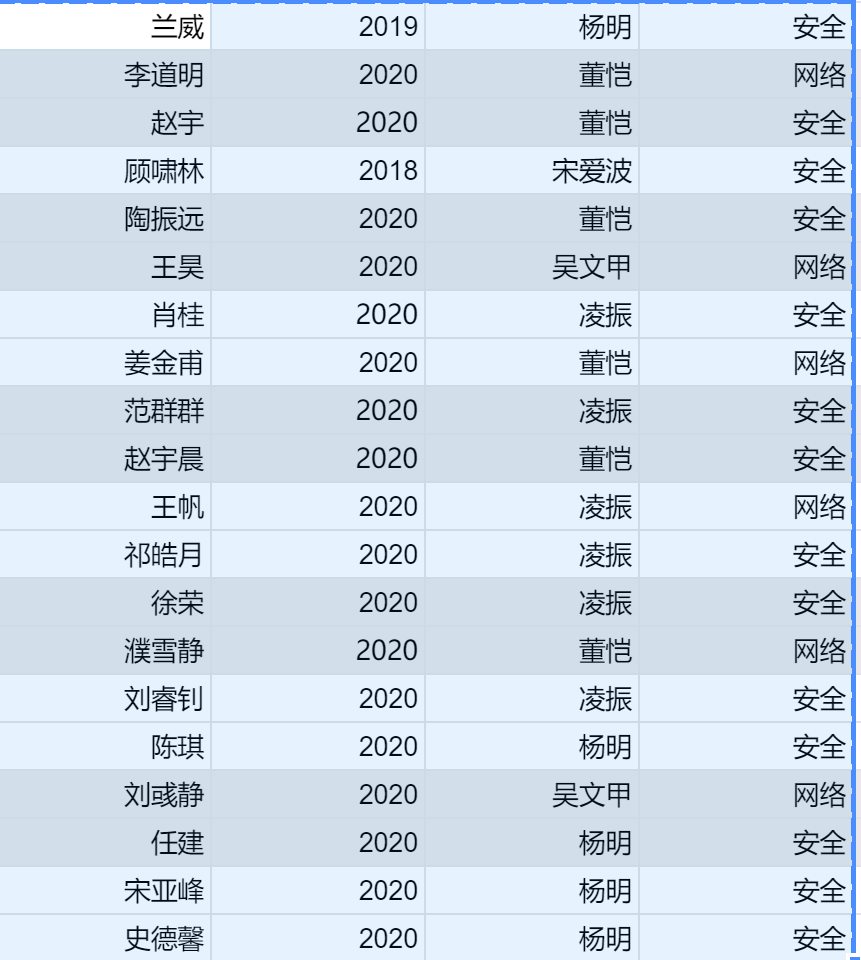 兰威 2019 杨明 安全
李道明 2020 董恺 网络
赵宇 2020 董恺 安全
顾啸林 2018 宋爱波 安全
陶振远 2020 董恺 安全
王昊 2020 吴文甲 网络
肖桂 2020 凌振 安全
姜金甫 2020 董恺 网络
范群群 2020 凌振 安全
赵宇晨 2020 董恺 安全
王帆 2020 凌振 网络
祁皓月 2020 凌振 安全
徐荣 2020 凌振 安全
濮雪静 2020 董恺 网络
刘睿钊 2020 凌振 安全
陈琪 2020 杨明 安全
刘彧静 2020 吴文甲 网络
任建 2020 杨明 安全
宋亚峰 2020 杨明 安全
史德馨 2020 杨明 安全